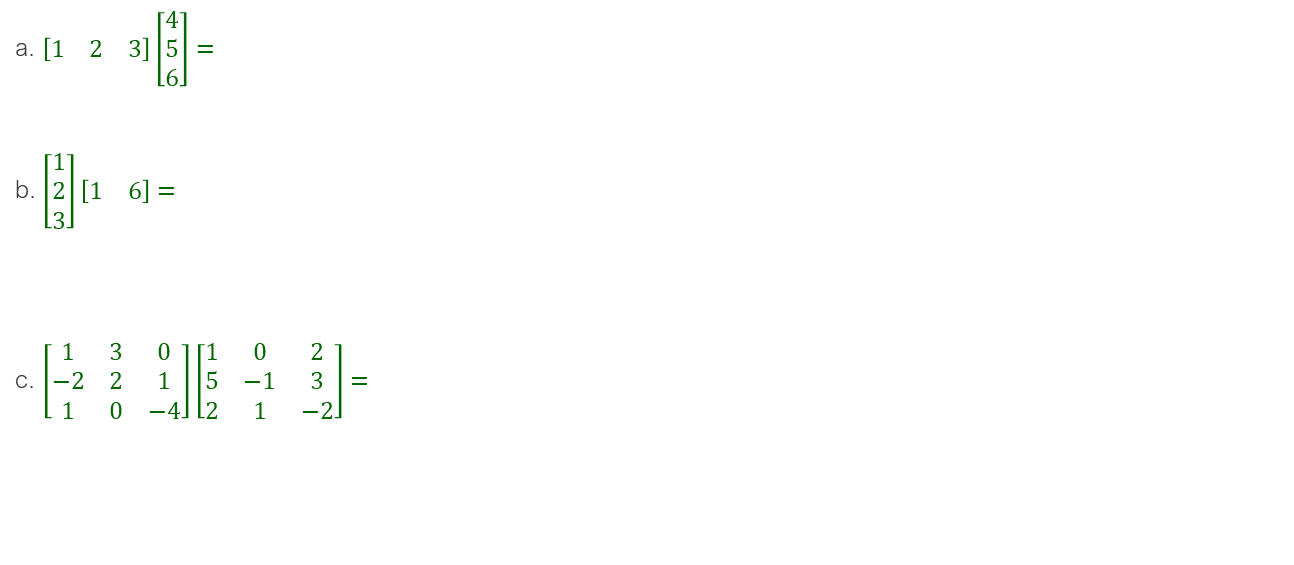 a. [1 2 3] [4
5
6] =
b. [1
2
3] [1 6] =
c. [1 3 0
−2 2 1
1 0 −4] [1 0 2
5 −1 3
2 1 −2] =